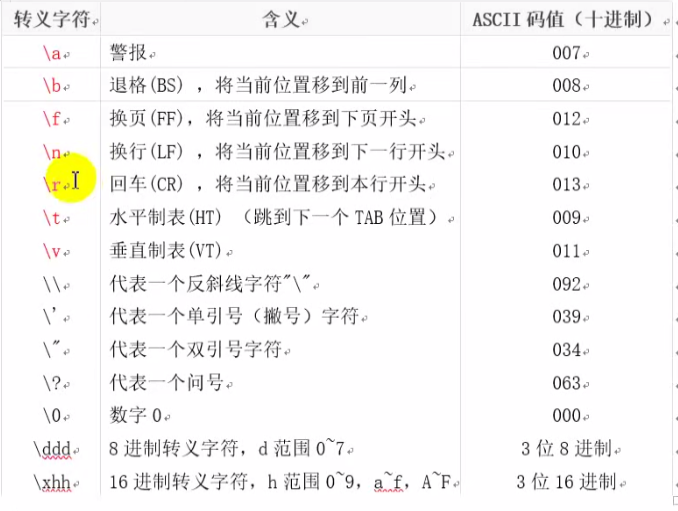 转义字符 含义 ASCII 码值（十进制）
\a 警报 007
\b 退格(BS) ，将当前位置移到前一列 008
\f 换页(FF)，将当前位置移到下页开头 012
\n 换行(LF) ，将当前位置移到下一行开头 010
\r 回车(CR) ，将当前位置移到本行开头 013
\t 水平制表(HT) （跳到下一个 TAB 位置） 009
\v 垂直制表(VT) 011
\\ 代表一个反斜线字符"\" 092
\' 代表一个单引号（撇号）字符 039
\" 代表一个双引号字符 034
\? 代表一个问号 063
\0 数字 0 000
\ddd 8 进制转义字符，d 范围 0~7 3 位 8 进制
\xhh 16 进制转义字符，h 范围 0~9，a~f，A~F 3 位 16 进制